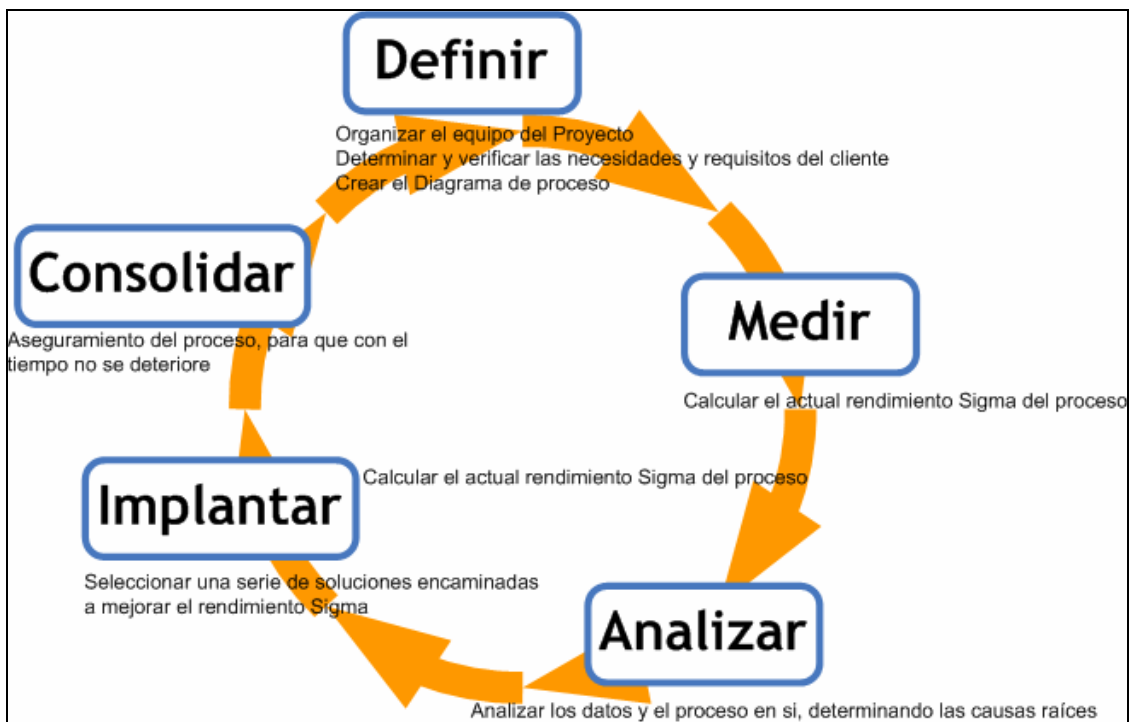 Definir
Organizar el equipo del Proyecto
Determinar y verificar las necesidades y requisitos del cliente
Crear el Diagrama de proceso
Medir
Calcular el actual rendimiento Sigma del proceso
Analizar
Analizar los datos y el proceso en si, determinando las causas raíces
Implantar
Calcular el actual rendimiento Sigma del proceso
Seleccionar una serie de soluciones encaminadas
a mejorar el rendimiento Sigma
Consolidar
Aseguramiento del proceso, para que con el
tiempo no se deteriore